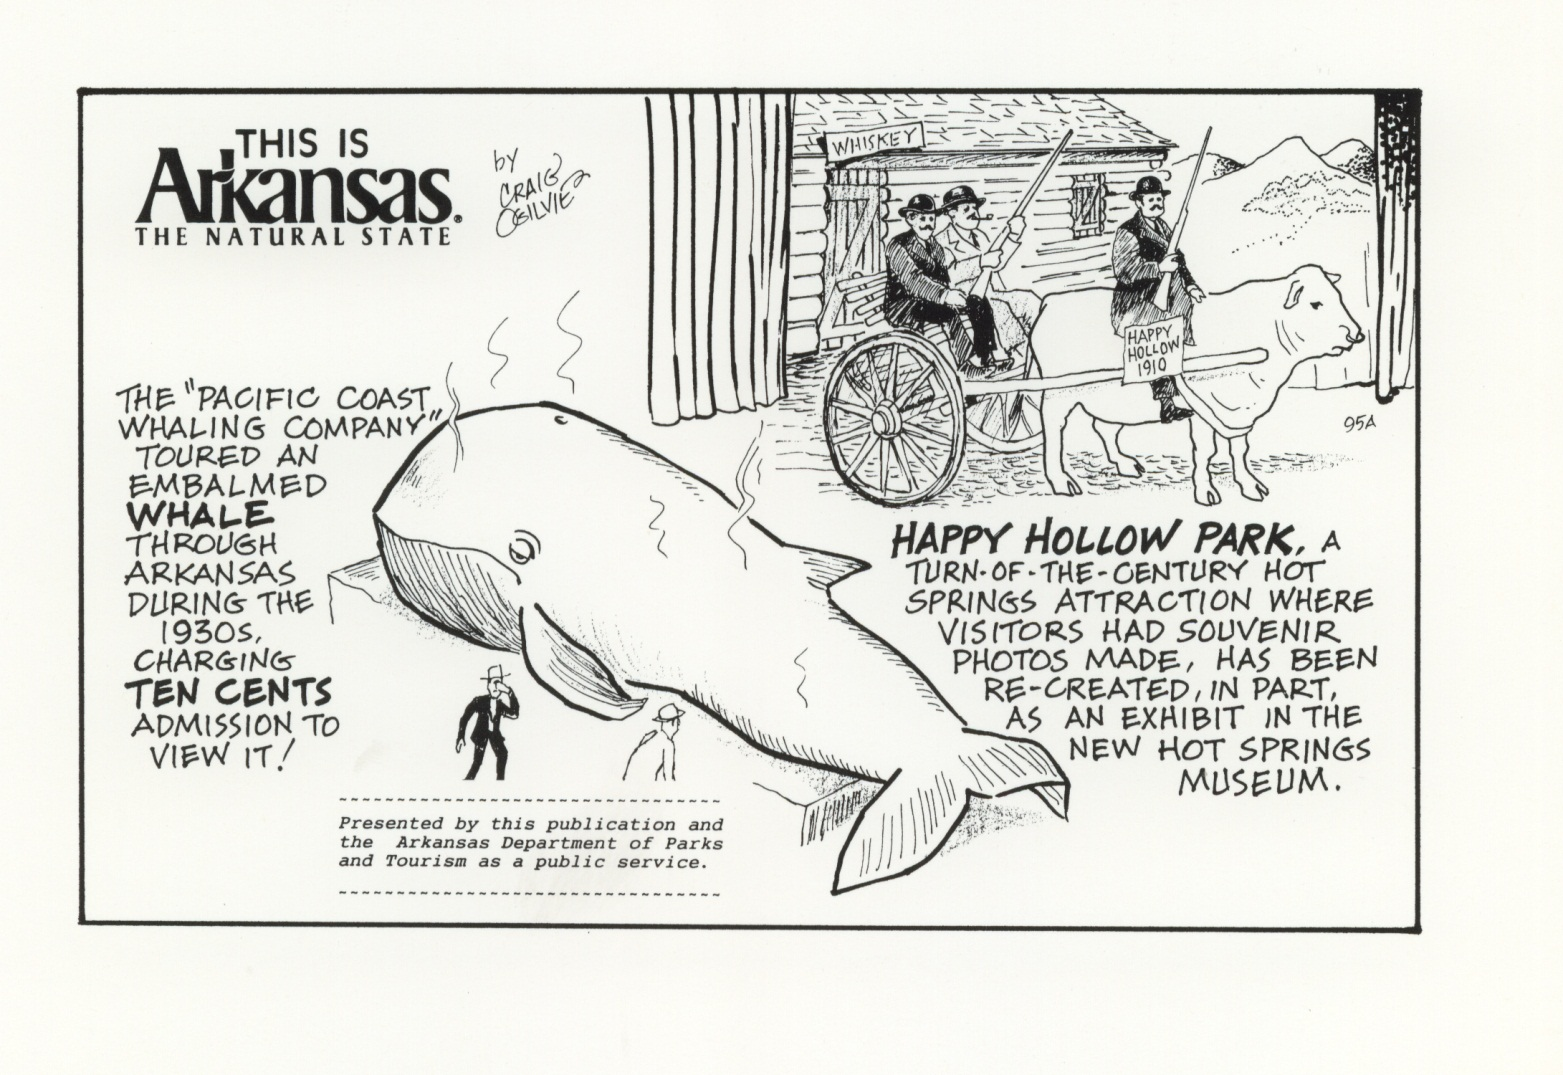 THIS IS
Arkansas.
THE NATURAL STATE
by
CRAIG
OGILVIE
WHISKEY
HAPPY
HOLLOW
1910
95A
THE "PACIFIC COAST
WHALING COMPANY"
TOURED AN
EMBALMED
WHALE
THROUGH
ARKANSAS
DURING THE
1930s,
CHARGING
TEN CENTS
ADMISSION TO
VIEW IT!
HAPPY HOLLOW PARK, A
TURN-OF-THE-CENTURY HOT
SPRINGS ATTRACTION WHERE
VISITORS HAD SOUVENIR
PHOTOS MADE, HAS BEEN
RE-CREATED, IN PART,
AS AN EXHIBIT IN THE
NEW HOT SPRINGS
MUSEUM.
Presented by this publication and
the Arkansas Department of Parks
and Tourism as a public service.